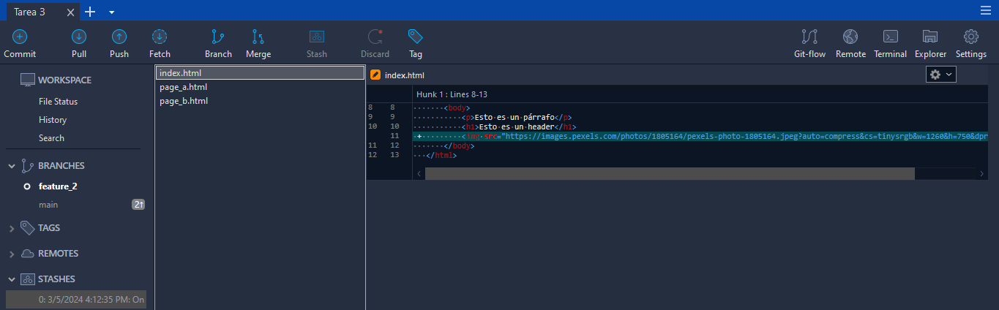 Tarea 3
Commit Pull Push Fetch Branch Merge Stash Discard Tag Git-flow Remote Terminal Explorer Settings
WORKSPACE
File Status
History
Search
BRANCHES
feature_2
main 2↑
TAGS
REMOTES
STASHES
0: 3/5/2024 4:12:35 PM: On
index.html
page_a.html
page_b.html
index.html
Hunk 1 : Lines 8-13
8 8 <body>
9 9 <p>Esto·es·un·párrafo</p>
10 10 <h1>Esto·es·un·header</h1>
11 + <img·src="https://images.pexels.com/photos/1805164/pexels-photo-1805164.jpeg?auto=compress&cs=tinysrgb&w=1260&h=750&dpr
11 12 </body>
12 13 </html>